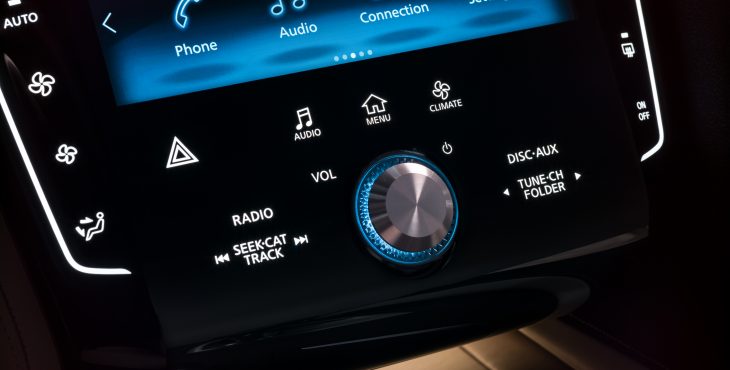 AUTO
Phone
Audio
Connection
AUDIO
MENU
CLIMATE
ON
OFF
VOL
DISC·AUX
RADIO
TUNE·CH
FOLDER
SEEK·CAT
TRACK